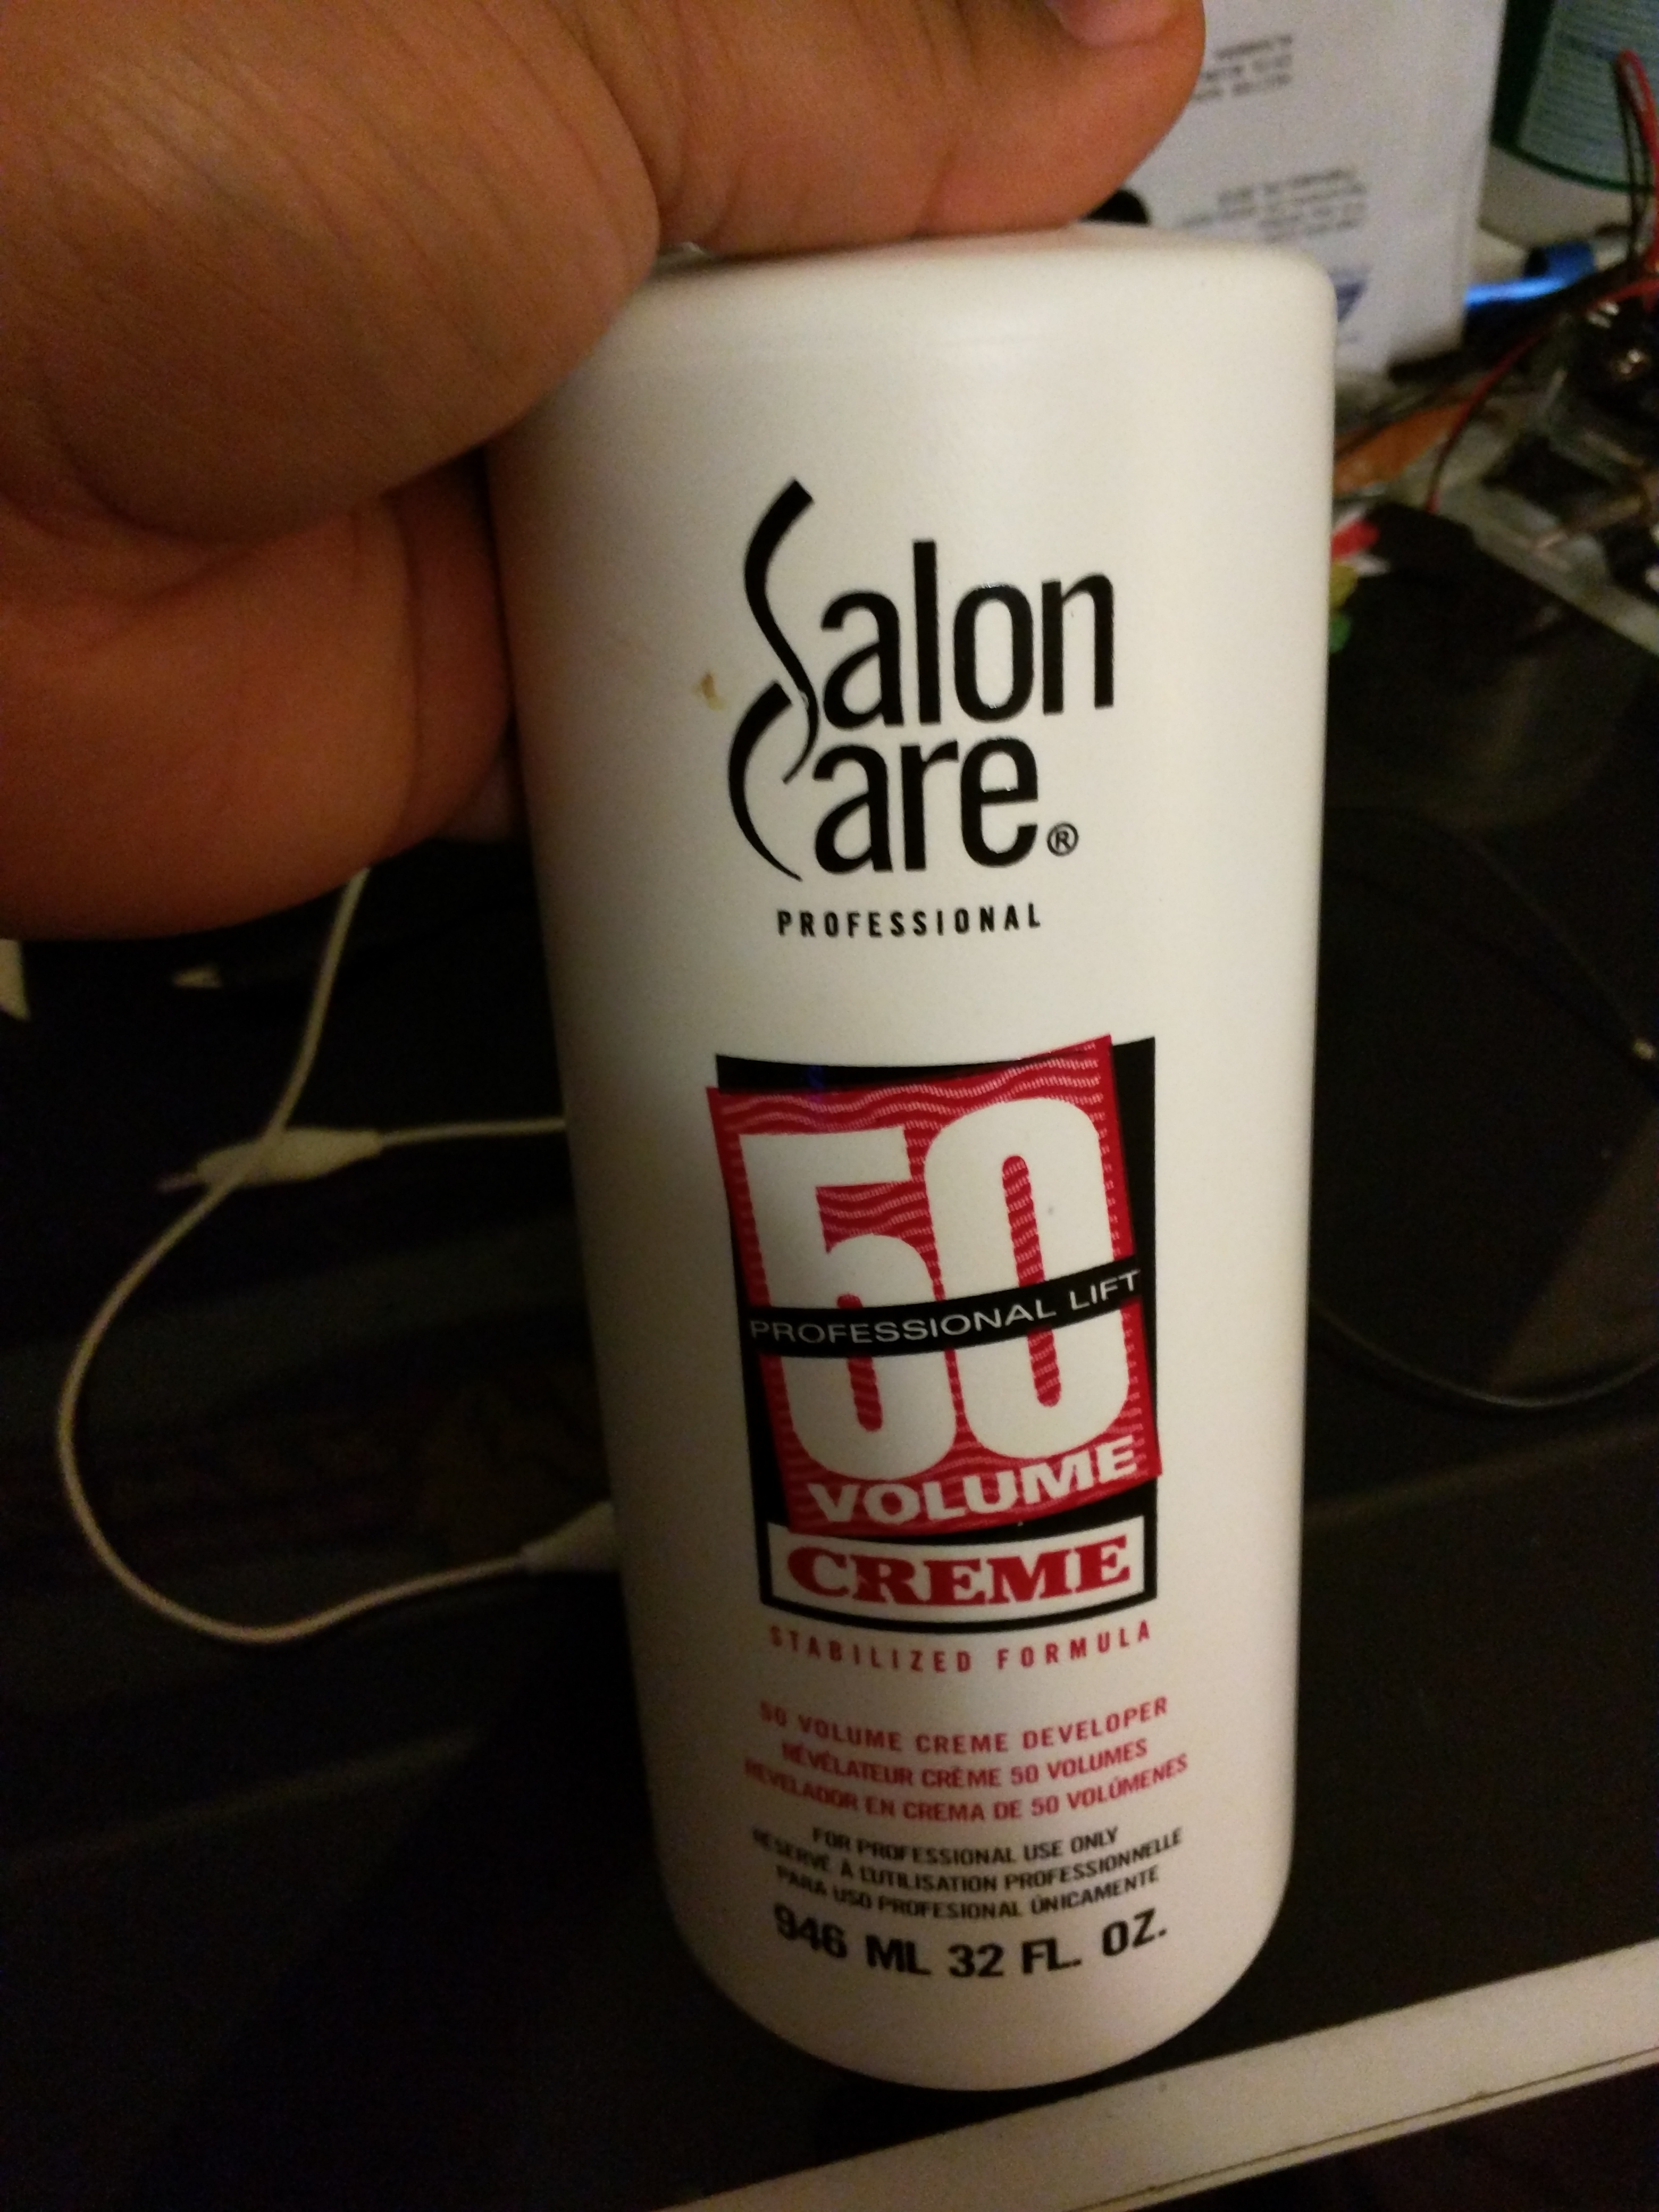 Salon
Care®
PROFESSIONAL
50
PROFESSIONAL LIFT
VOLUME
CREME
STABILIZED FORMULA
50 VOLUME CREME DEVELOPER
RÉVÉLATEUR CRÈME 50 VOLUMES
REVELADOR EN CREMA DE 50 VOLÚMENES
FOR PROFESSIONAL USE ONLY
RÉSERVÉ À L'UTILISATION PROFESSIONNELLE
PARA USO PROFESIONAL ÚNICAMENTE
946 ML 32 FL. OZ.